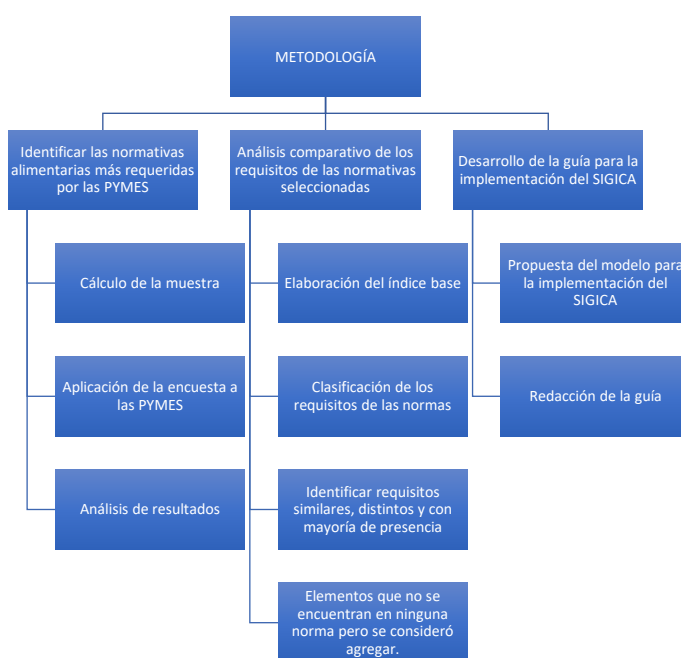 METODOLOGÍA
Identificar las normativas
alimentarias más requeridas
por las PYMES
Cálculo de la muestra
Aplicación de la encuesta a
las PYMES
Análisis de resultados
Análisis comparativo de los
requisitos de las normativas
seleccionadas
Elaboración del índice base
Clasificación de los
requisitos de las normas
Identificar requisitos
similares, distintos y con
mayoría de presencia
Elementos que no se
encuentran en ninguna
norma pero se consideró
agregar.
Desarrollo de la guía para la
implementación del SIGICA
Propuesta del modelo para
la implementación del
SIGICA
Redacción de la guía